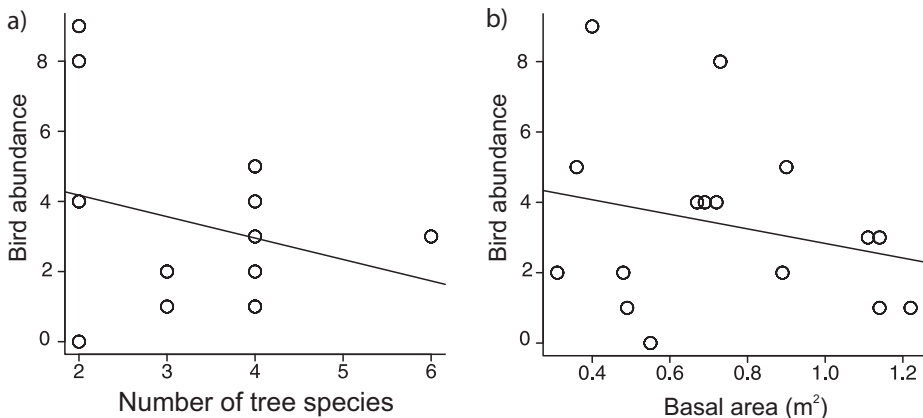 a)
Bird abundance
8
6
4
2
0
2 3 4 5 6
Number of tree species
b)
Bird abundance
8
6
4
2
0
0.4 0.6 0.8 1.0 1.2
Basal area (m²)